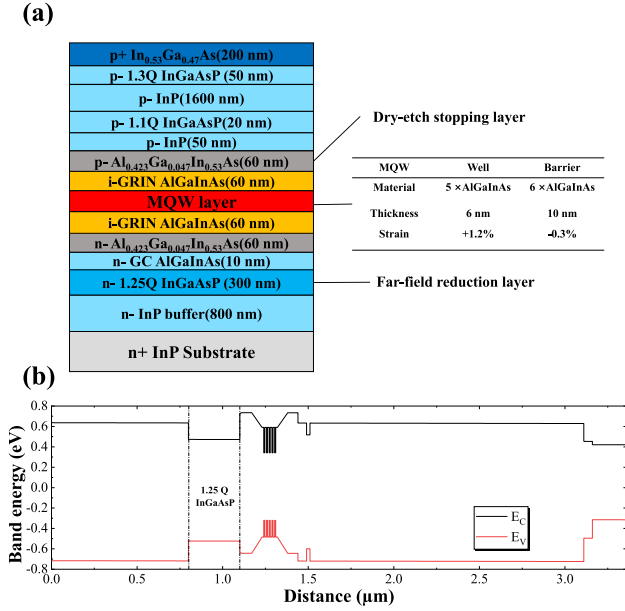 (a)
p+ In0.53Ga0.47As(200 nm)
p- 1.3Q InGaAsP (50 nm)
p- InP(1600 nm)
p- 1.1Q InGaAsP(20 nm)
p- InP(50 nm)
p- Al0.423Ga0.047In0.53As(60 nm)
i-GRIN AlGaInAs(60 nm)
MQW layer
i-GRIN AlGaInAs(60 nm)
n- Al0.423Ga0.047In0.53As(60 nm)
n- GC AlGaInAs(10 nm)
n- 1.25Q InGaAsP (300 nm)
n- InP buffer(800 nm)
n+ InP Substrate
Dry-etch stopping layer
MQW Well Barrier
Material 5 ×AlGaInAs 6 ×AlGaInAs
Thickness 6 nm 10 nm
Strain +1.2% -0.3%
Far-field reduction layer
(b)
Band energy (eV)
0.8
0.6
0.4
0.2
0.0
-0.2
-0.4
-0.6
-0.8
1.25 Q
InGaAsP
EC
EV
0.0 0.5 1.0 1.5 2.0 2.5 3.0
Distance (μm)